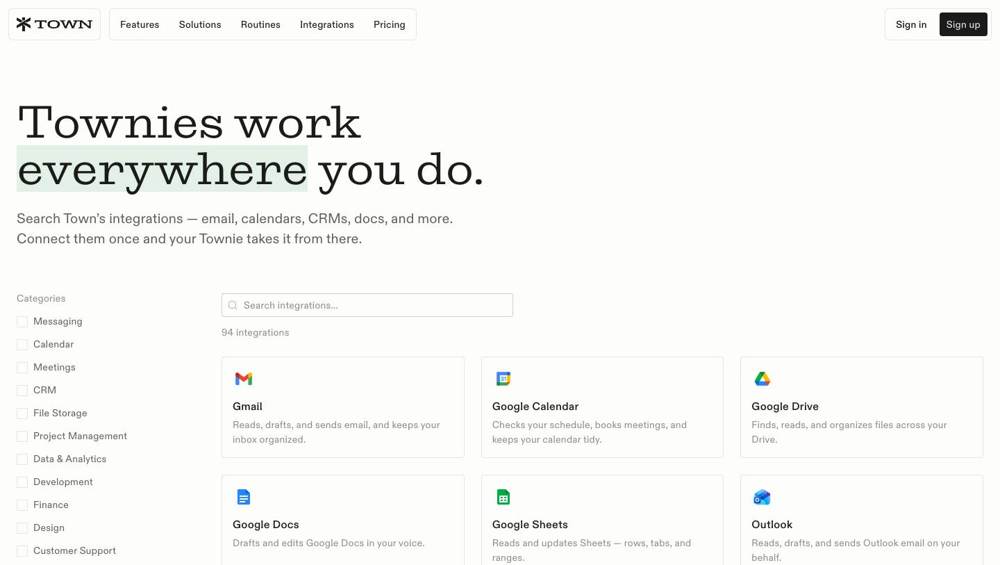 TOWN
Features
Solutions
Routines
Integrations
Pricing
Sign in
Sign up
Townies work
everywhere you do.
Search Town's integrations — email, calendars, CRMs, docs, and more.
Connect them once and your Townie takes it from there.
Categories
Messaging
Calendar
Meetings
CRM
File Storage
Project Management
Data & Analytics
Development
Finance
Design
Customer Support
Search integrations...
94 integrations
Gmail
Reads, drafts, and sends email, and keeps your
inbox organized.
Google Calendar
Checks your schedule, books meetings, and
keeps your calendar tidy.
Google Drive
Finds, reads, and organizes files across your
Drive.
Google Docs
Drafts and edits Google Docs in your voice.
Google Sheets
Reads and updates Sheets — rows, tabs, and
ranges.
Outlook
Reads, drafts, and sends Outlook email on your
behalf.